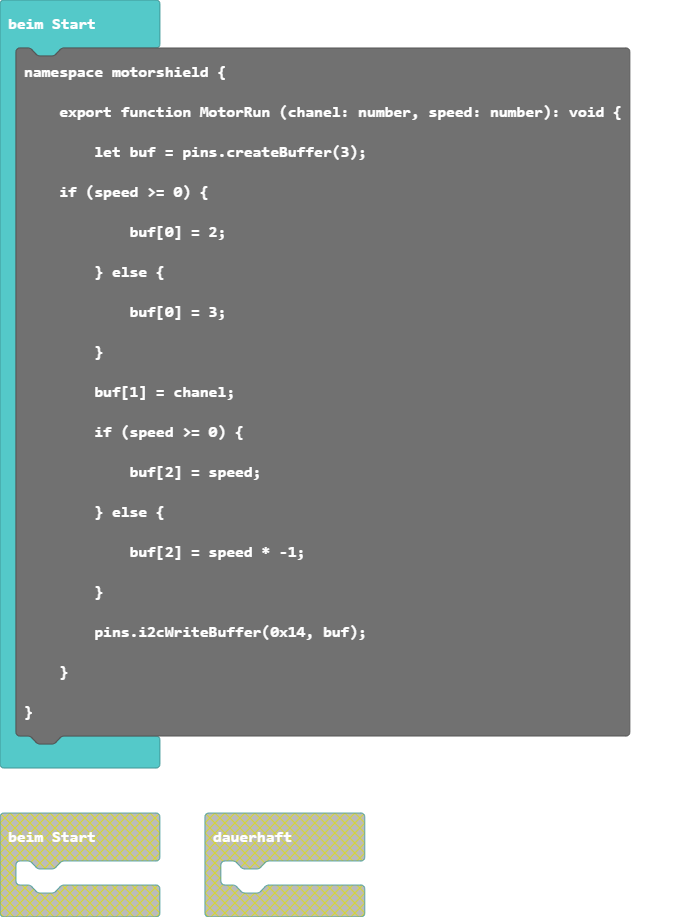 beim Start
namespace motorshield {
export function MotorRun (chanel: number, speed: number): void {
let buf = pins.createBuffer(3);
if (speed >= 0) {
buf[0] = 2;
} else {
buf[0] = 3;
}
buf[1] = chanel;
if (speed >= 0) {
buf[2] = speed;
} else {
buf[2] = speed * -1;
}
pins.i2cWriteBuffer(0x14, buf);
}
}
beim Start
dauerhaft